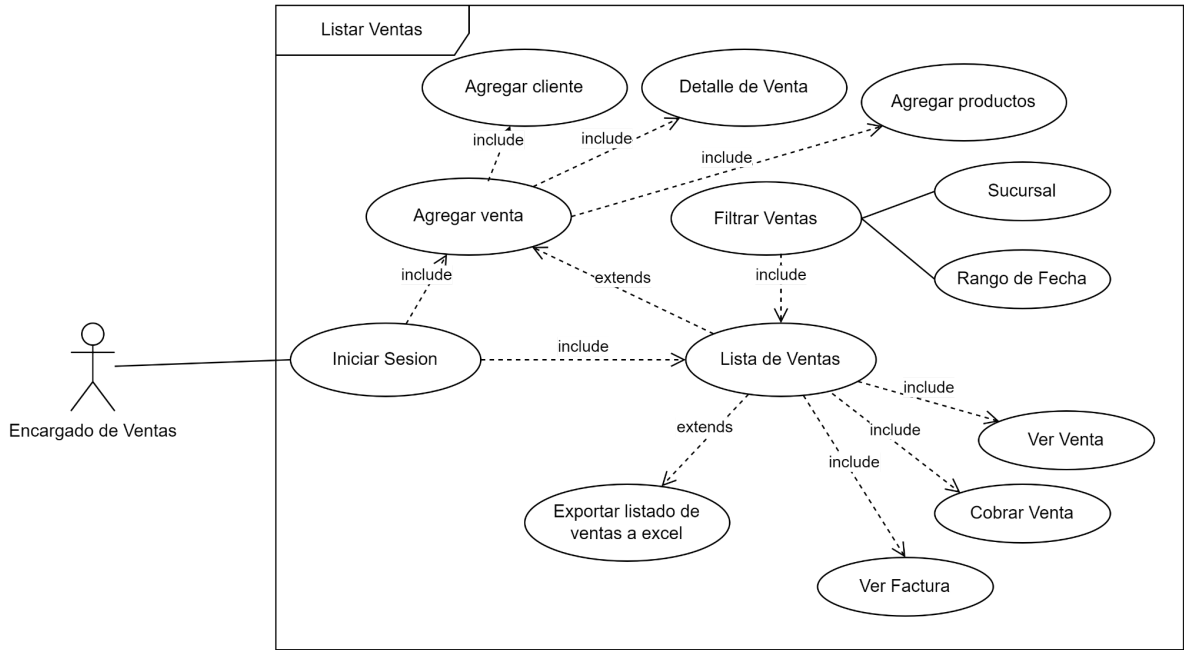 Listar Ventas
Agregar cliente
Detalle de Venta
Agregar productos
include
include
include
Agregar venta
Filtrar Ventas
Sucursal
Rango de Fecha
include
extends
include
Iniciar Sesion
include
Lista de Ventas
Encargado de Ventas
include
extends
include
include
Ver Venta
Cobrar Venta
Exportar listado de
ventas a excel
Ver Factura